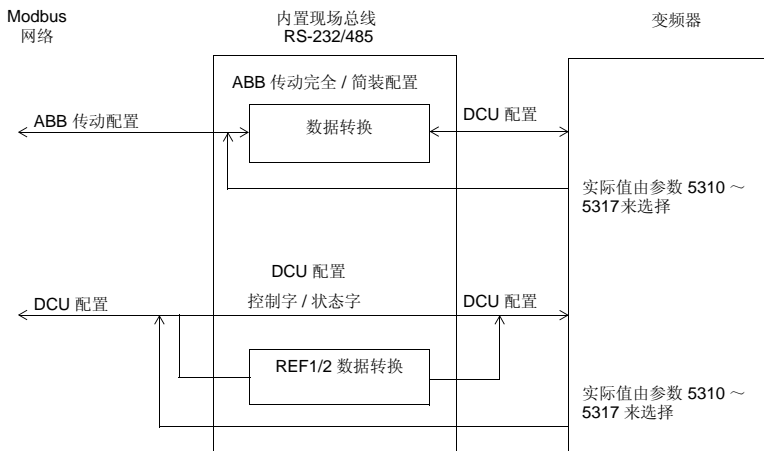 Modbus
网络
内置现场总线
RS-232/485
变频器
ABB 传动完全 / 简装配置
ABB 传动配置
数据转换
DCU 配置
实际值由参数 5310 ～
5317来选择
DCU 配置
DCU 配置
控制字 / 状态字
DCU 配置
REF1/2 数据转换
实际值由参数 5310 ～
5317 来选择